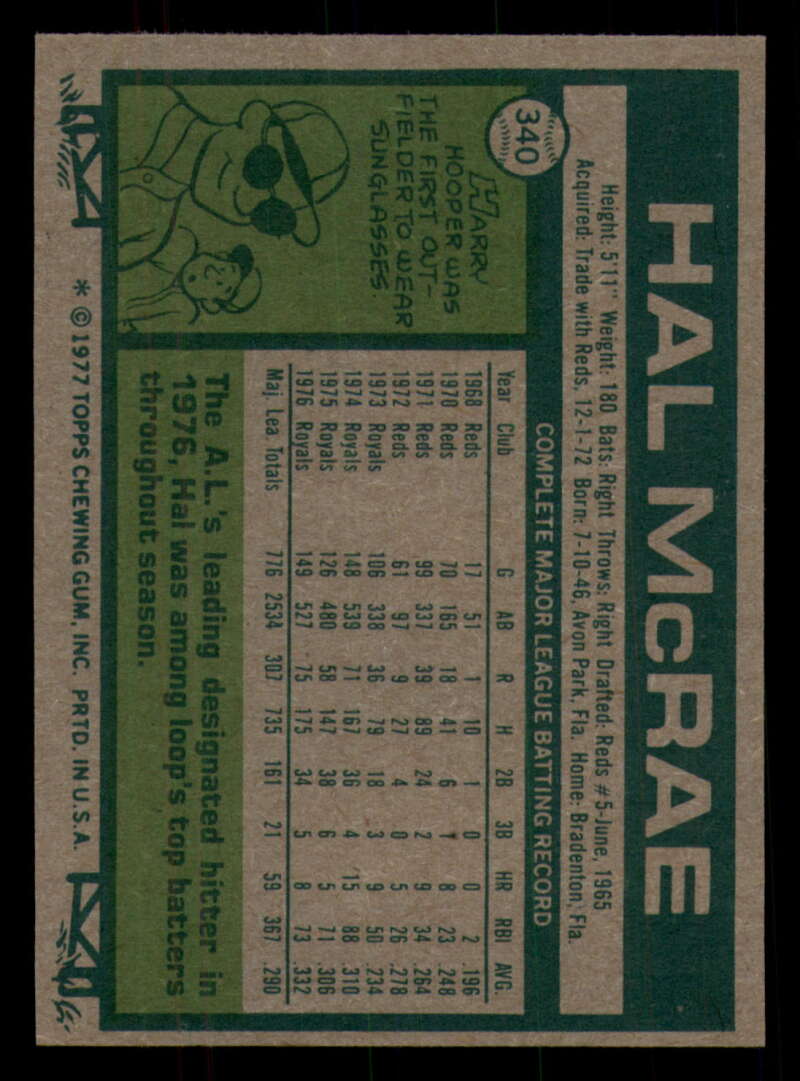 HAL McRAE
340
Height: 5'11" Weight: 180 Bats: Right Throws: Right Drafted: Reds #5-June, 1965
Acquired: Trade with Reds, 12-1-72 Born: 7-10-46, Avon Park, Fla. Home: Bradenton, Fla.
HARRY
HOOPER WAS
THE FIRST OUT-
FIELDER TO WEAR
SUNGLASSES.
COMPLETE MAJOR LEAGUE BATTING RECORD
Year Club G AB R H 2B 3B HR RBI AVG.
1968 Reds 17 51 1 10 1 0 0 2 .196
1970 Reds 70 165 18 41 6 1 8 23 .248
1971 Reds 99 337 39 89 24 2 9 34 .264
1972 Reds 61 97 9 27 4 0 5 26 .278
1973 Royals 106 338 36 79 18 3 9 50 .234
1974 Royals 148 539 71 167 36 4 15 88 .310
1975 Royals 126 480 58 147 38 6 5 71 .306
1976 Royals 149 527 75 175 34 5 8 73 .332
Maj. Lea. Totals 776 2534 307 735 161 21 59 367 .290
The A.L.'s leading designated hitter in
1976, Hal was among loop's top batters
throughout season.
* © 1977 TOPPS CHEWING GUM, INC. PRTD. IN U.S.A.